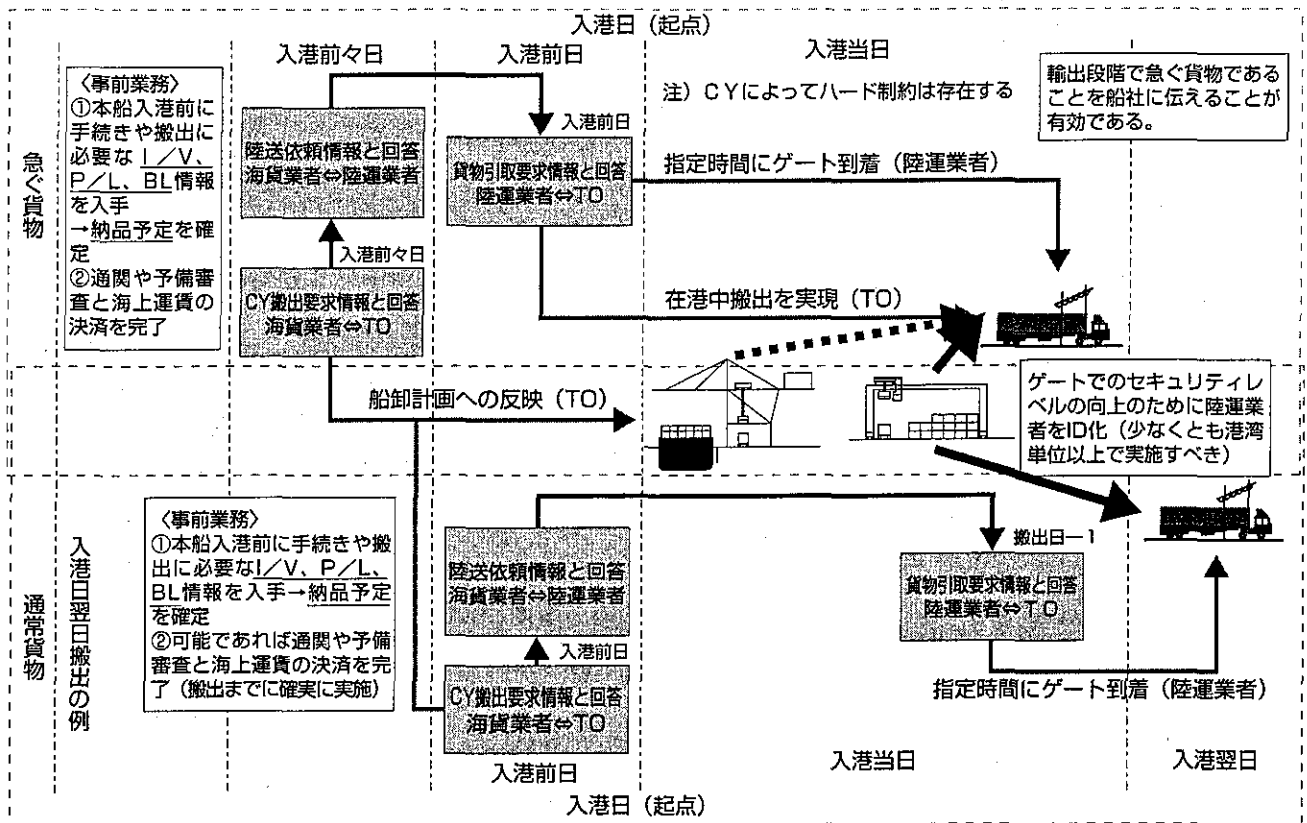 入港日（起点）
入港前々日
入港前日
入港当日
急ぐ貨物
〈事前業務〉
①本船入港前に
手続きや搬出に
必要なI／V、
P／L、BL情報
を入手
→納品予定を確
定
②通関や予備審
査と海上運賃の
決済を完了
陸送依頼情報と回答
海貨業者⇔陸運業者
入港前々日
CY搬出要求情報と回答
海貨業者⇔TO
入港前日
貨物引取要求情報と回答
陸運業者⇔TO
注）CYによってハード制約は存在する
輸出段階で急ぐ貨物である
ことを船社に伝えることが
有効である。
指定時間にゲート到着（陸運業者）
在港中搬出を実現（TO）
船卸計画への反映（TO）
ゲートでのセキュリティレ
ベルの向上のために陸運業
者をID化（少なくとも港湾
単位以上で実施すべき）
通常貨物
入港日翌日搬出の例
〈事前業務〉
①本船入港前に手続きや搬
出に必要なI／V、P／L、
BL情報を入手→納品予定
を確定
②可能であれば通関や予備
審査と海上運賃の決済を完
了（搬出までに確実に実施）
陸送依頼情報と回答
海貨業者⇔陸運業者
入港前日
CY搬出要求情報と回答
海貨業者⇔TO
搬出日－1
貨物引取要求情報と回答
陸運業者⇔TO
指定時間にゲート到着（陸運業者）
入港前日
入港当日
入港翌日
入港日（起点）